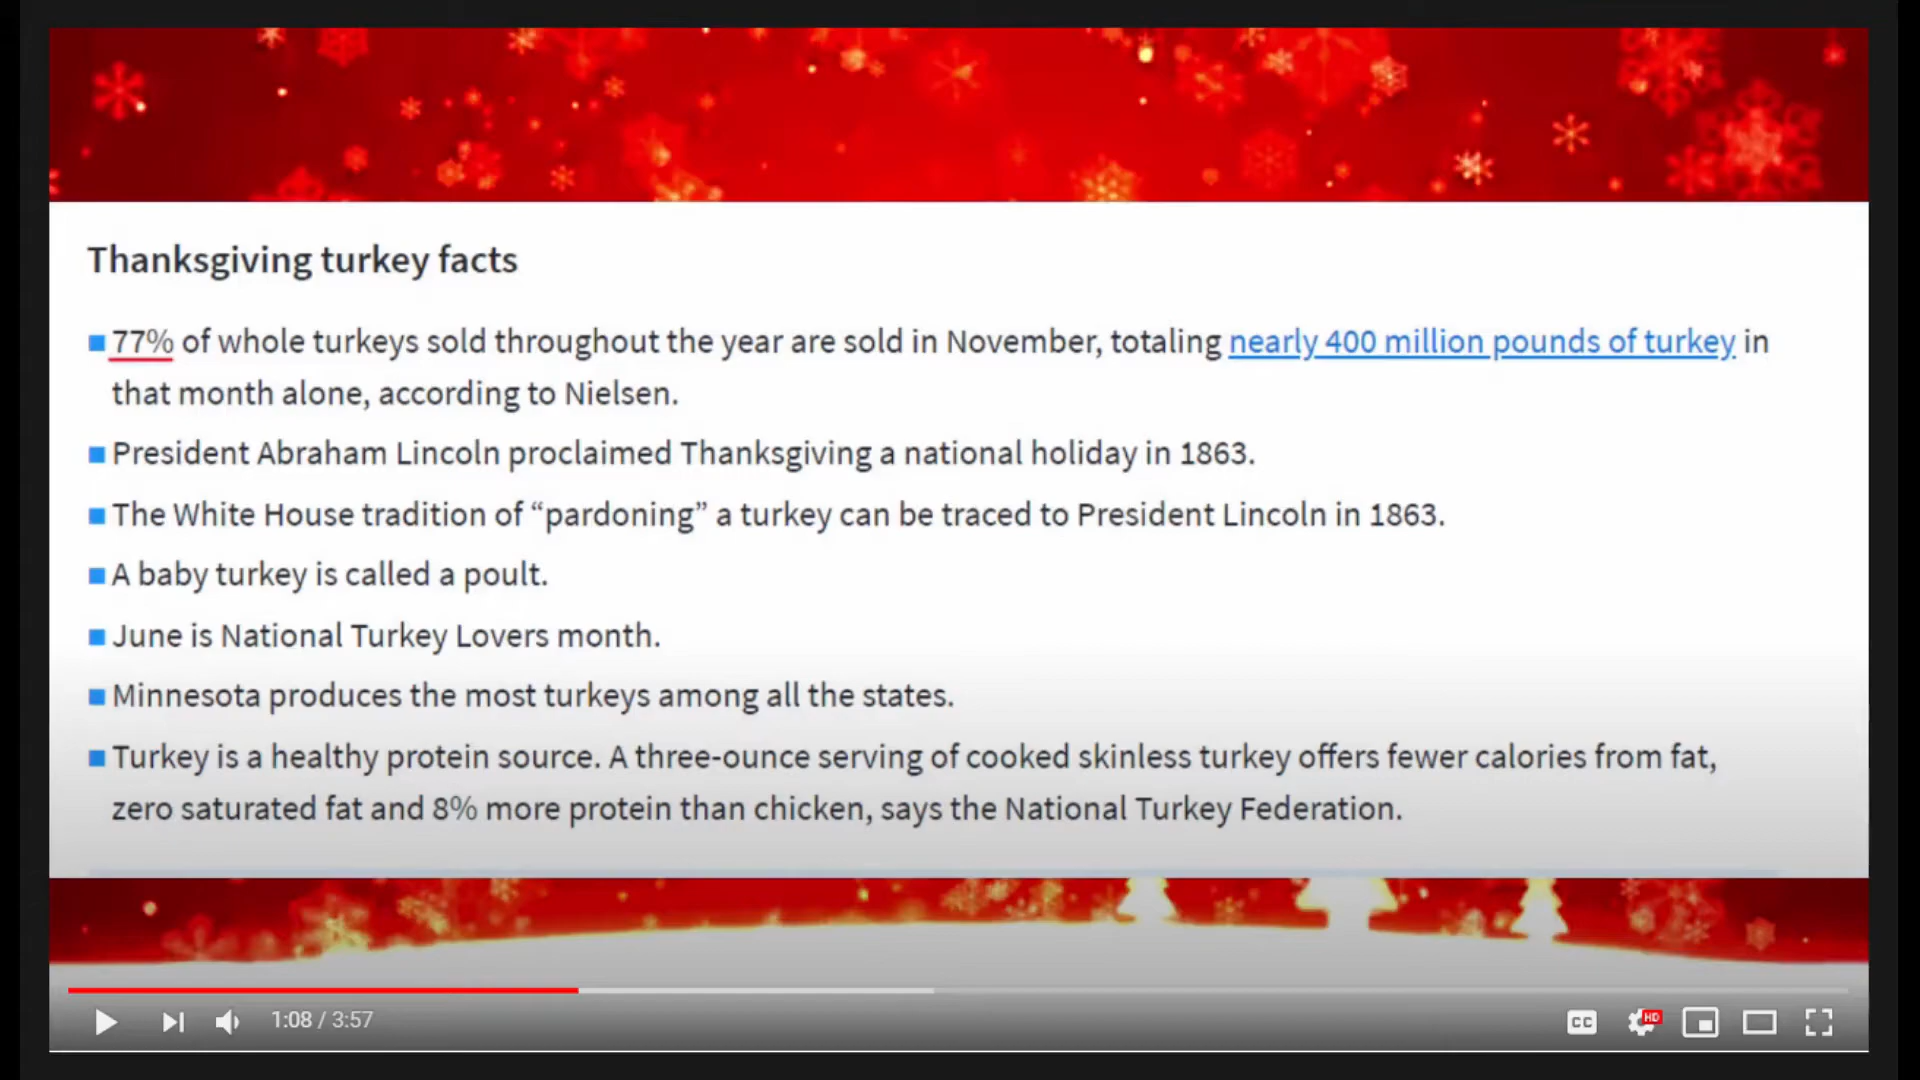 Thanksgiving turkey facts
77% of whole turkeys sold throughout the year are sold in November, totaling nearly 400 million pounds of turkey in
that month alone, according to Nielsen.
President Abraham Lincoln proclaimed Thanksgiving a national holiday in 1863.
The White House tradition of “pardoning” a turkey can be traced to President Lincoln in 1863.
A baby turkey is called a poult.
June is National Turkey Lovers month.
Minnesota produces the most turkeys among all the states.
Turkey is a healthy protein source. A three-ounce serving of cooked skinless turkey offers fewer calories from fat,
zero saturated fat and 8% more protein than chicken, says the National Turkey Federation.
1:08 / 3:57 CC HD